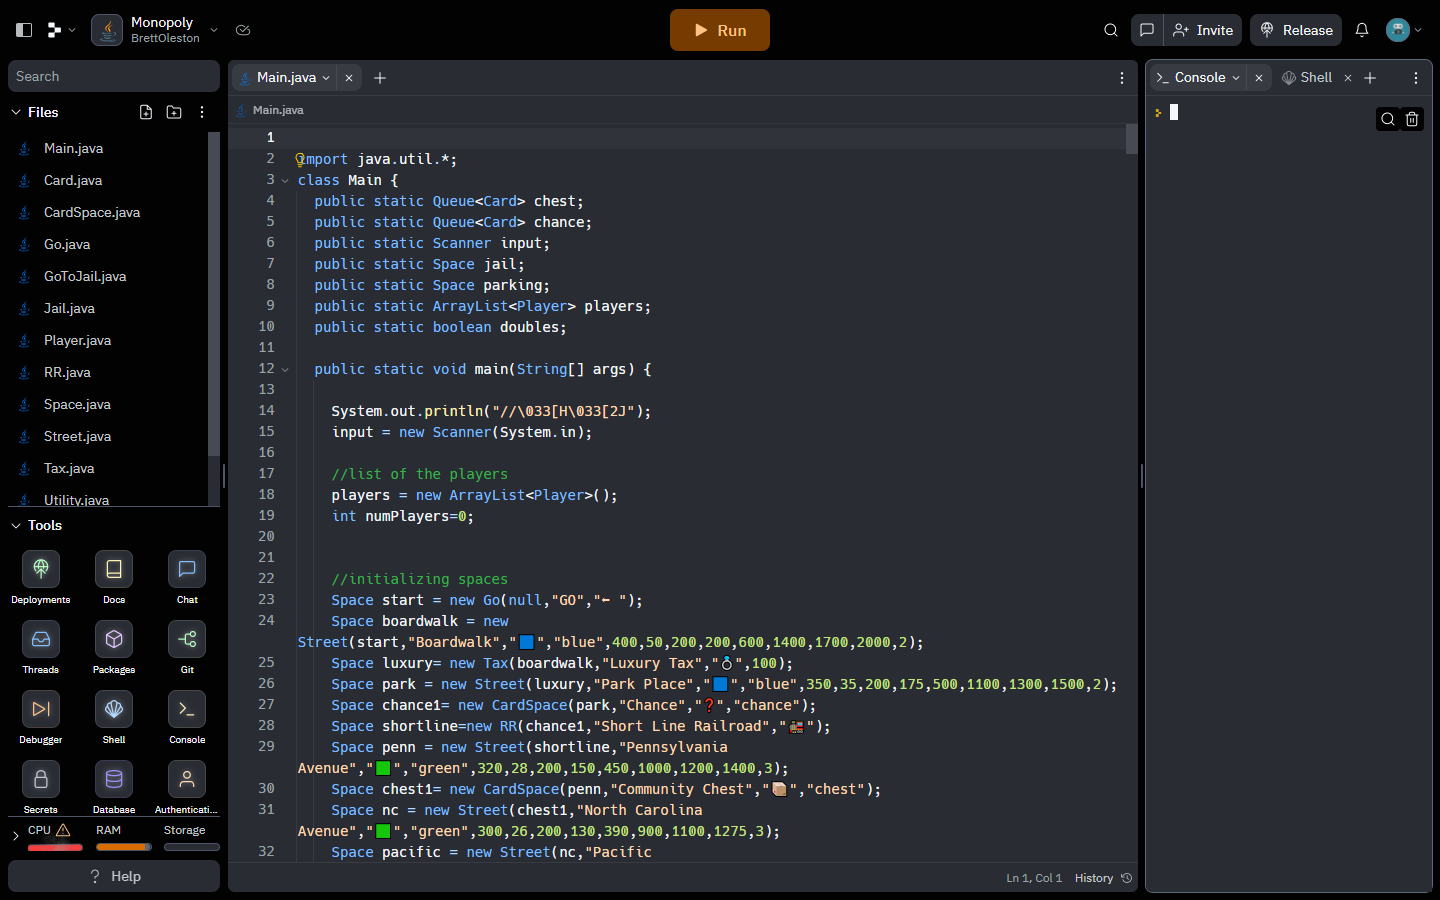 Monopoly
BrettOleston
Run
Invite
Release
Search
Files
Main.java
Card.java
CardSpace.java
Go.java
GoToJail.java
Jail.java
Player.java
RR.java
Space.java
Street.java
Tax.java
Utility.java
Tools
Deployments
Docs
Chat
Threads
Packages
Git
Debugger
Shell
Console
Secrets
Database
Authenticati...
CPU
RAM
Storage
Help
Main.java
Main.java
1
2 import java.util.*;
3 class Main {
4 public static Queue<Card> chest;
5 public static Queue<Card> chance;
6 public static Scanner input;
7 public static Space jail;
8 public static Space parking;
9 public static ArrayList<Player> players;
10 public static boolean doubles;
11
12 public static void main(String[] args) {
13
14 System.out.println("//\033[H\033[2J");
15 input = new Scanner(System.in);
16
17 //list of the players
18 players = new ArrayList<Player>();
19 int numPlayers=0;
20
21
22 //initializing spaces
23 Space start = new Go(null,"GO","⬅ ");
24 Space boardwalk = new
Street(start,"Boardwalk","🟦","blue",400,50,200,200,600,1400,1700,2000,2);
25 Space luxury= new Tax(boardwalk,"Luxury Tax","💍",100);
26 Space park = new Street(luxury,"Park Place","🟦","blue",350,35,200,175,500,1100,1300,1500,2);
27 Space chance1= new CardSpace(park,"Chance","❓","chance");
28 Space shortline=new RR(chance1,"Short Line Railroad","🚂");
29 Space penn = new Street(shortline,"Pennsylvania
Avenue","🟩","green",320,28,200,150,450,1000,1200,1400,3);
30 Space chest1= new CardSpace(penn,"Community Chest","📦","chest");
31 Space nc = new Street(chest1,"North Carolina
Avenue","🟩","green",300,26,200,130,390,900,1100,1275,3);
32 Space pacific = new Street(nc,"Pacific
Ln 1, Col 1
History
Console
Shell